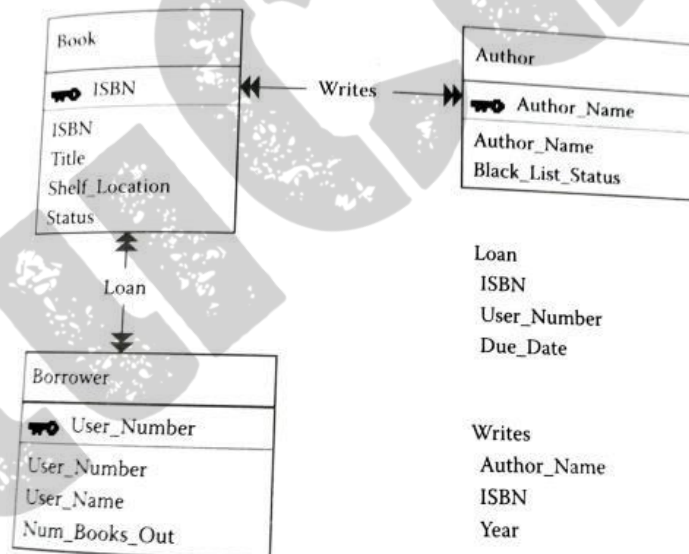 Book
ISBN
ISBN
Title
Shelf_Location
Status
Writes
Author
Author_Name
Author_Name
Black_List_Status
Loan
Borrower
User_Number
User_Number
User_Name
Num_Books_Out
Loan
ISBN
User_Number
Due_Date
Writes
Author_Name
ISBN
Year